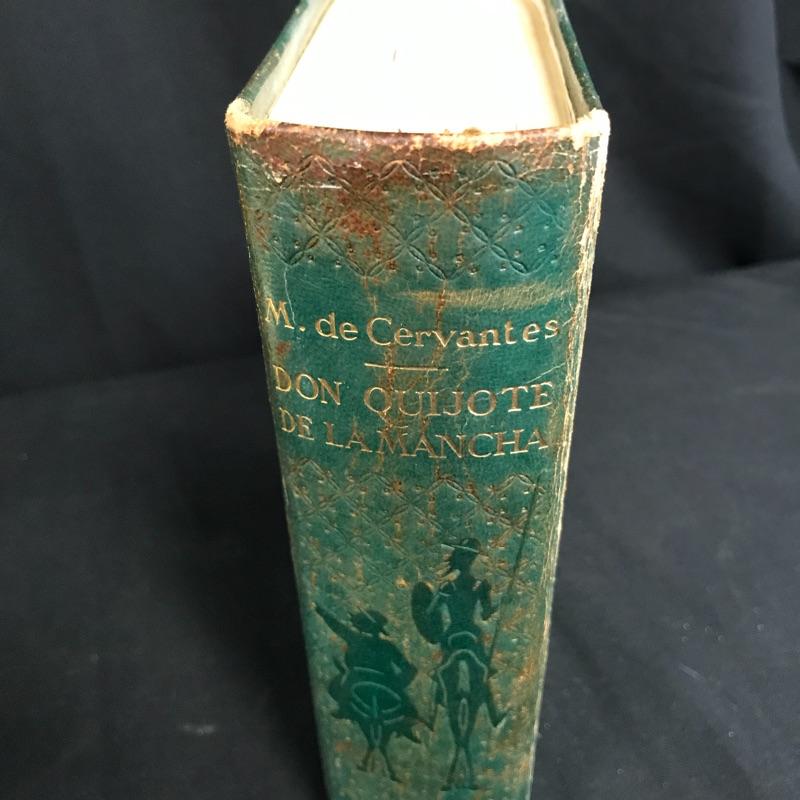 M. de Cervantes
DON QUIJOTE
DE LA MANCHA